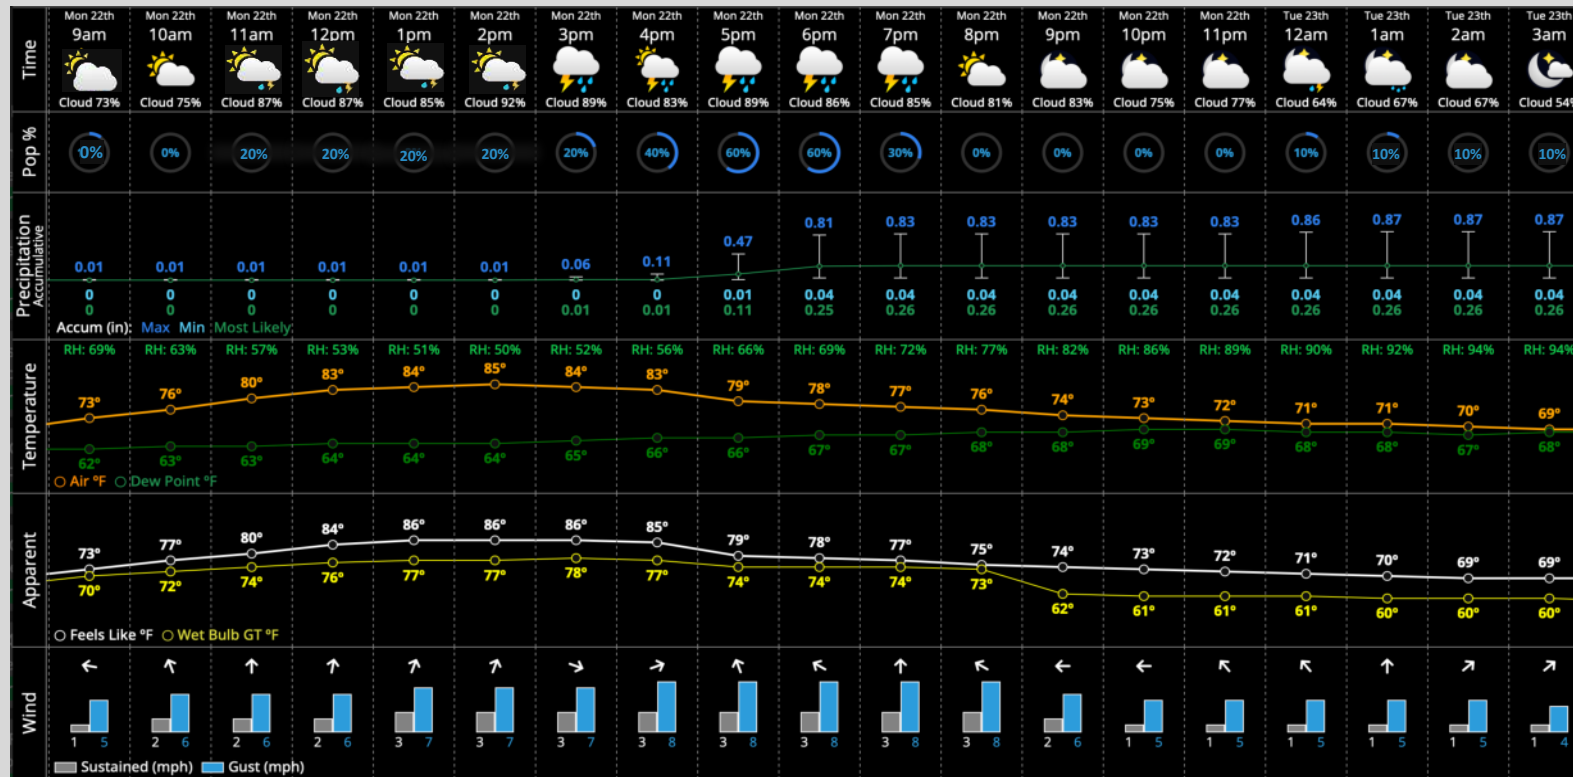 Time
Mon 22th Mon 22th Mon 22th Mon 22th Mon 22th Mon 22th Mon 22th Mon 22th Mon 22th Mon 22th Mon 22th Mon 22th Mon 22th Mon 22th Mon 22th Tue 23th Tue 23th Tue 23th Tue 23th
9am 10am 11am 12pm 1pm 2pm 3pm 4pm 5pm 6pm 7pm 8pm 9pm 10pm 11pm 12am 1am 2am 3am
Cloud 73% Cloud 75% Cloud 87% Cloud 87% Cloud 85% Cloud 92% Cloud 89% Cloud 83% Cloud 89% Cloud 86% Cloud 85% Cloud 81% Cloud 83% Cloud 75% Cloud 77% Cloud 64% Cloud 67% Cloud 67% Cloud 54%
Pop %
0% 0% 20% 20% 20% 20% 20% 40% 60% 60% 30% 0% 0% 0% 0% 10% 10% 10% 10%
Precipitation
Accumulative
0.01 0.01 0.01 0.01 0.01 0.01 0.06 0.11 0.47 0.81 0.83 0.83 0.83 0.83 0.83 0.86 0.87 0.87 0.87
0 0 0 0 0 0 0 0 0.01 0.04 0.04 0.04 0.04 0.04 0.04 0.04 0.04 0.04 0.04
0 0 0 0 0 0 0.01 0.01 0.11 0.25 0.26 0.26 0.26 0.26 0.26 0.26 0.26 0.26 0.26
Accum (in): Max Min Most Likely
Temperature
RH: 69% RH: 63% RH: 57% RH: 53% RH: 51% RH: 50% RH: 52% RH: 56% RH: 66% RH: 69% RH: 72% RH: 77% RH: 82% RH: 86% RH: 89% RH: 90% RH: 92% RH: 94% RH: 94%
73° 76° 80° 83° 84° 85° 84° 83° 79° 78° 77° 76° 74° 73° 72° 71° 71° 70° 69°
62° 63° 63° 64° 64° 64° 65° 66° 66° 67° 67° 68° 68° 69° 69° 68° 68° 67° 68°
Air °F Dew Point °F
Apparent
73° 77° 80° 84° 86° 86° 86° 85° 79° 78° 77° 75° 74° 73° 72° 71° 70° 69° 69°
70° 72° 74° 76° 77° 77° 78° 77° 74° 74° 74° 73° 62° 61° 61° 61° 60° 60° 60°
Feels Like °F Wet Bulb GT °F
Wind
1 5 2 6 2 6 2 6 3 7 3 7 3 7 3 8 3 8 3 8 3 8 3 8 2 6 1 5 1 5 1 5 1 5 1 5 1 4
Sustained (mph) Gust (mph)